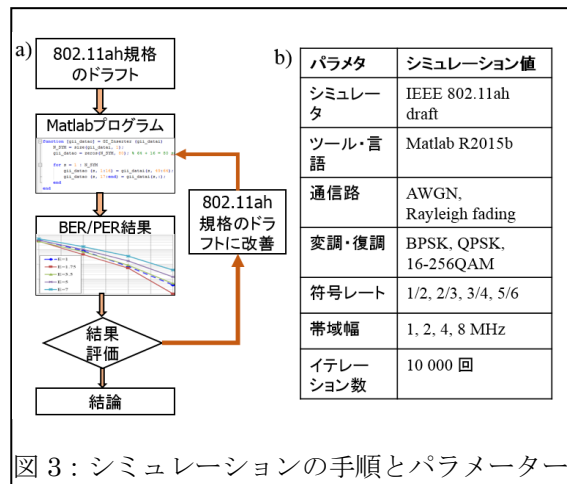 a)
802.11ah規格
のドラフト
Matlabプログラム
BER/PER結果
結果
評価
結論
802.11ah
規格のドラ
フトに改善
b)
パラメタ シミュレーション値
シミュレー
タ
IEEE 802.11ah
draft
ツール・言
語
Matlab R2015b
通信路
AWGN,
Rayleigh fading
変調・復調
BPSK, QPSK,
16-256QAM
符号レート
1/2, 2/3, 3/4, 5/6
帯域幅
1, 2, 4, 8 MHz
イテレー
ション数
10 000 回
図 3 : シミュレーションの手順とパラメーター